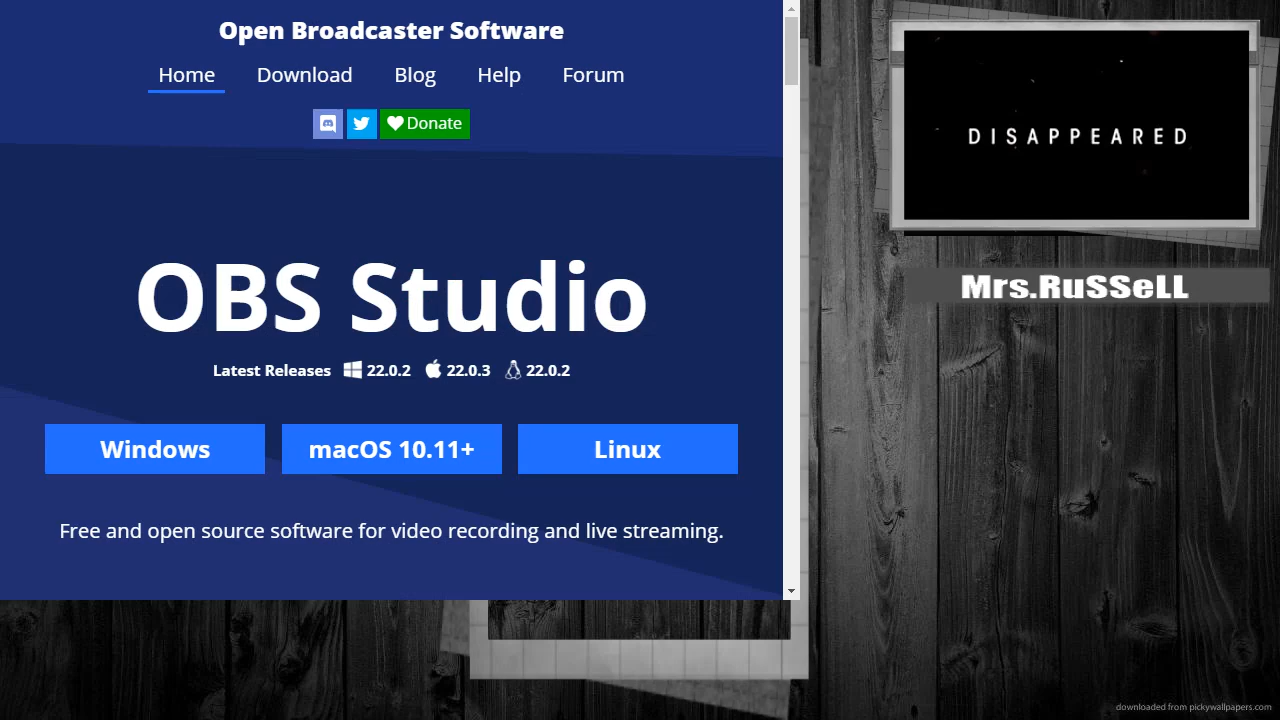 Open Broadcaster Software
Home Download Blog Help Forum
Donate
OBS Studio
Latest Releases 22.0.2 22.0.3 22.0.2
Windows macOS 10.11+ Linux
Free and open source software for video recording and live streaming.
DISAPPEARED
Mrs.RuSSeLL
downloaded from pickywallpapers.com